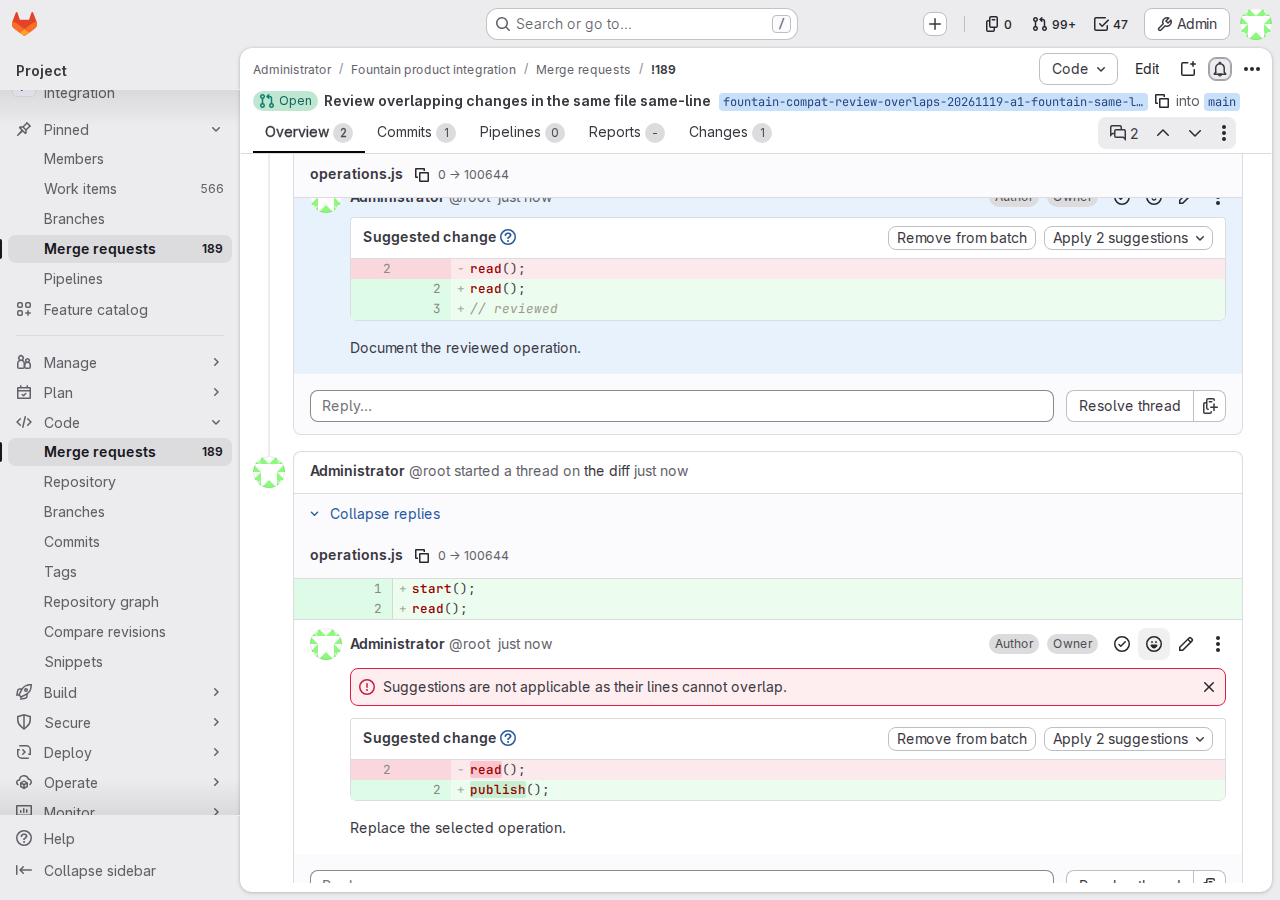 Search or go to...
/
0
99+
47
Admin
Project
Integration
Pinned
Members
Work items 566
Branches
Merge requests 189
Pipelines
Feature catalog
Manage
Plan
Code
Merge requests 189
Repository
Branches
Commits
Tags
Repository graph
Compare revisions
Snippets
Build
Secure
Deploy
Operate
Monitor
Help
Collapse sidebar
Administrator / Fountain product integration / Merge requests / !189
Code
Edit
Open Review overlapping changes in the same file same-line fountain-compat-review-overlaps-20261119-a1-fountain-same-l… into main
Overview 2
Commits 1
Pipelines 0
Reports -
Changes 1
2
operations.js 0 → 100644
Administrator @root just now Author Owner
Suggested change
Remove from batch
Apply 2 suggestions
2 - read();
2 + read();
3 + // reviewed
Document the reviewed operation.
Reply...
Resolve thread
Administrator @root started a thread on the diff just now
Collapse replies
operations.js 0 → 100644
1 + start();
2 + read();
Administrator @root just now Author Owner
Suggestions are not applicable as their lines cannot overlap.
Suggested change
Remove from batch
Apply 2 suggestions
2 - read();
2 + publish();
Replace the selected operation.